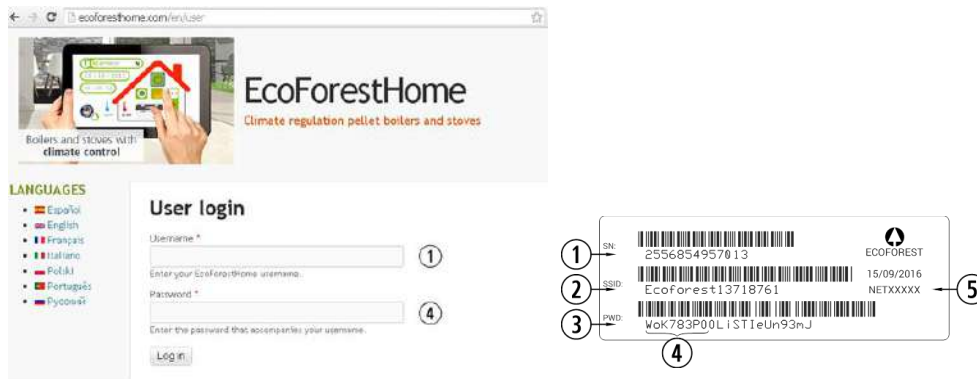 ecoforesthome.com/en/user
EcoForestHome
Climate regulation pellet boilers and stoves
Boilers and stoves with
climate control
LANGUAGES
Español
English
Français
Italiano
Polski
Português
Русский
User login
Username *
1
Enter your EcoForestHome username.
Password *
4
Enter the password that accompanies your username.
Log in
1
SN:
2556854957013
ECOFOREST
2
SSID:
Ecoforest13718761
15/09/2016
NETXXXXX
5
3
PWD:
WoK783P00LiSTIeUn93mJ
4